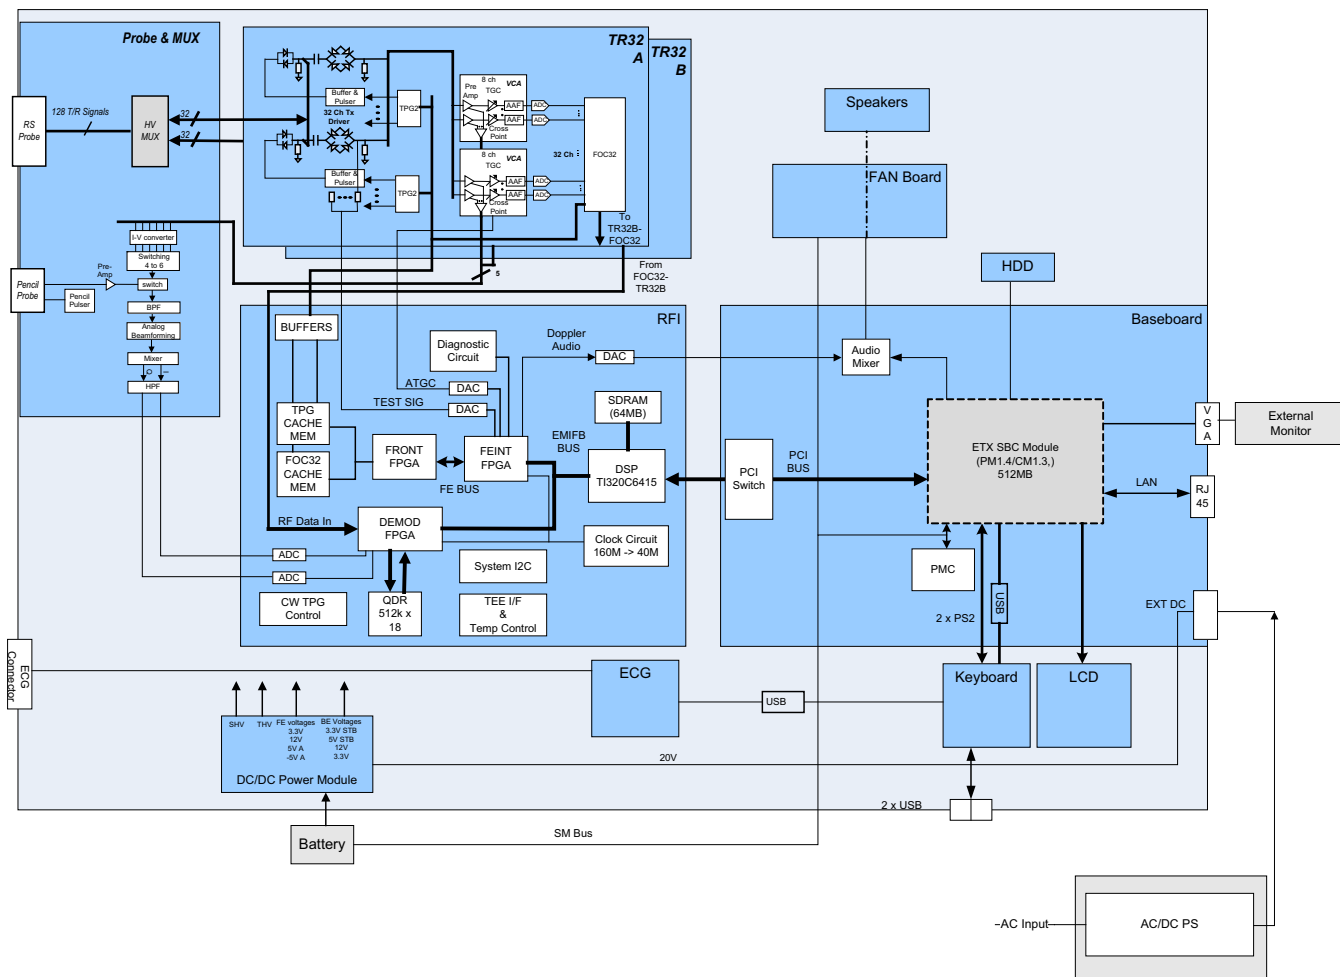 Probe & MUX
RS
Probe
128 T/R Signals
HV
MUX
32
32
I-V converter
Switching
4 to 6
Pre-
Amp
switch
Pencil
Probe
Pencil
Pulser
BPF
Analog
Beamforming
Mixer
Q
I
HPF
TR32
A
TR32
B
Buffer &
Pulser
32 Ch Tx
Driver
TPG2
Buffer &
Pulser
TPG2
8 ch
TGC
VCA
Pre
Amp
AAF
ADC
AAF
ADC
Cross
Point
8 ch
TGC
VCA
AAF
ADC
AAF
ADC
Cross
Point
32 Ch
FOC32
To
TR32B-
FOC32
5
From
FOC32-
TR32B
RFI
BUFFERS
Diagnostic
Circuit
Doppler
Audio
DAC
ATGC
DAC
TEST SIG
DAC
SDRAM
(64MB)
TPG
CACHE
MEM
FOC32
CACHE
MEM
FRONT
FPGA
FE BUS
FEINT
FPGA
EMIFB
BUS
DSP
TI320C6415
RF Data In
DEMOD
FPGA
ADC
ADC
Clock Circuit
160M -> 40M
System I2C
CW TPG
Control
QDR
512k x
18
TEE I/F
&
Temp Control
Speakers
FAN Board
HDD
Baseboard
Audio
Mixer
ETX SBC Module
(PM1.4/CM1.3,)
512MB
PCI
Switch
PCI
BUS
V
G
A
External
Monitor
LAN
RJ
45
PMC
USB
2 x PS2
EXT DC
ECG
Connector
ECG
USB
Keyboard
LCD
SHV
THV
FE voltages
3.3V
12V
5V A
-5V A
BE Voltages
3.3V STB
5V STB
12V
3.3V
DC/DC Power Module
20V
2 x USB
Battery
SM Bus
AC Input
AC/DC PS